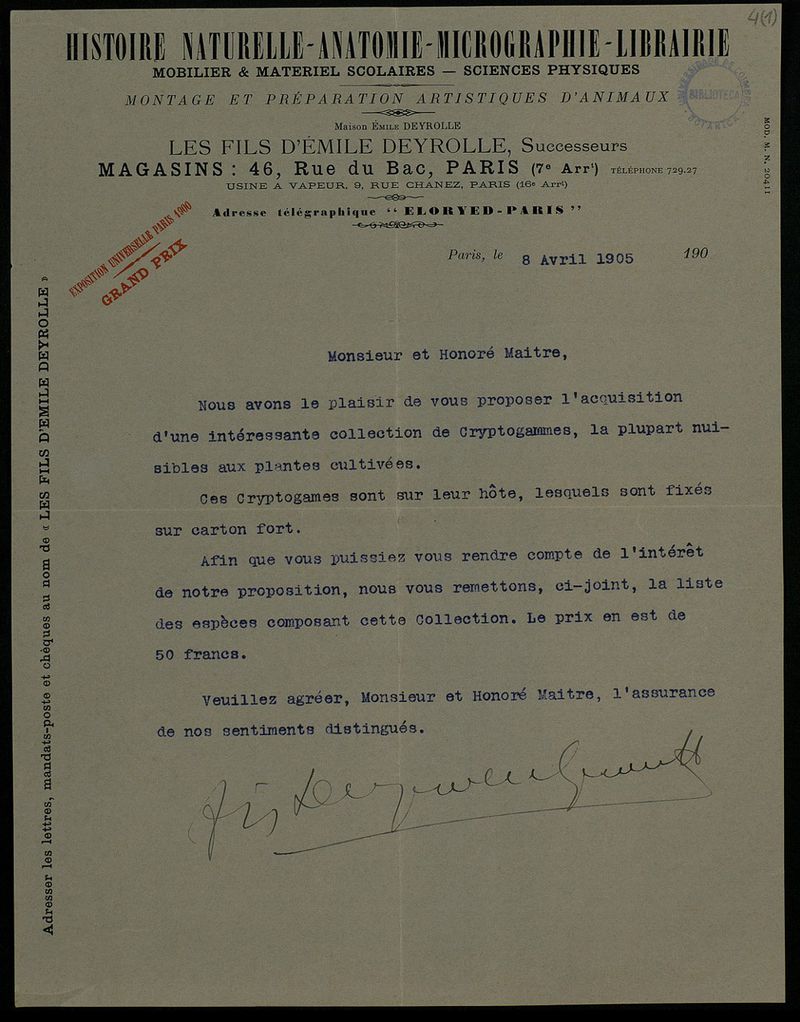 4(1)
HISTOIRE NATURELLE-ANATOMIE-MICROGRAPHIE-LIBRAIRIE
MOBILIER & MATERIEL SCOLAIRES — SCIENCES PHYSIQUES
MONTAGE ET PRÉPARATION ARTISTIQUES D'ANIMAUX
BIBLIOTECA
Maison Émile DEYROLLE
LES FILS D'ÉMILE DEYROLLE, Successeurs
MAGASINS : 46, Rue du Bac, PARIS (7e Arrt) TÉLÉPHONE 729.27
USINE A VAPEUR, 9, RUE CHANEZ, PARIS (16e Arrt)
Adresse télégraphique “ ELORYED-PARIS ”
MOD. M. N. 20411
EXPOSITION UNIVERSELLE PARIS 1900
GRAND PRIX
Paris, le 8 Avril 1905 190
Monsieur et Honoré Maitre,
Nous avons le plaisir de vous proposer l'acquisition
d'une intéressante collection de Cryptogammes, la plupart nui-
sibles aux plantes cultivées.
Ces Cryptogames sont sur leur hôte, lesquels sont fixés
sur carton fort.
Afin que vous puissiez vous rendre compte de l'intérêt
de notre proposition, nous vous remettons, ci-joint, la liste
des espèces composant cette Collection. Le prix en est de
50 francs.
Veuillez agréer, Monsieur et Honoré Maitre, l'assurance
de nos sentiments distingués.
Adresser les lettres, mandats-poste et chèques au nom de « LES FILS D'EMILE DEYROLLE »